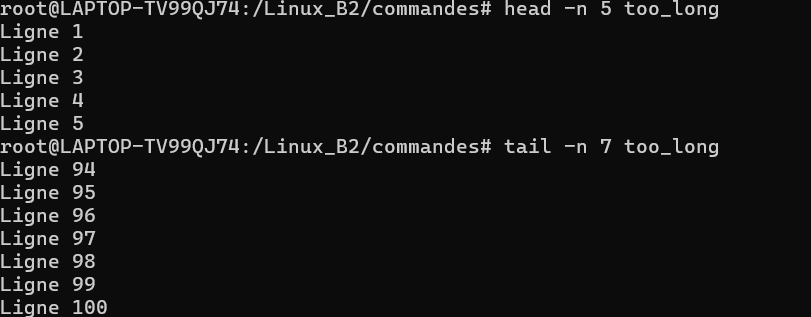 root@LAPTOP-TV99QJ74:/Linux_B2/commandes# head -n 5 too_long
Ligne 1
Ligne 2
Ligne 3
Ligne 4
Ligne 5
root@LAPTOP-TV99QJ74:/Linux_B2/commandes# tail -n 7 too_long
Ligne 94
Ligne 95
Ligne 96
Ligne 97
Ligne 98
Ligne 99
Ligne 100